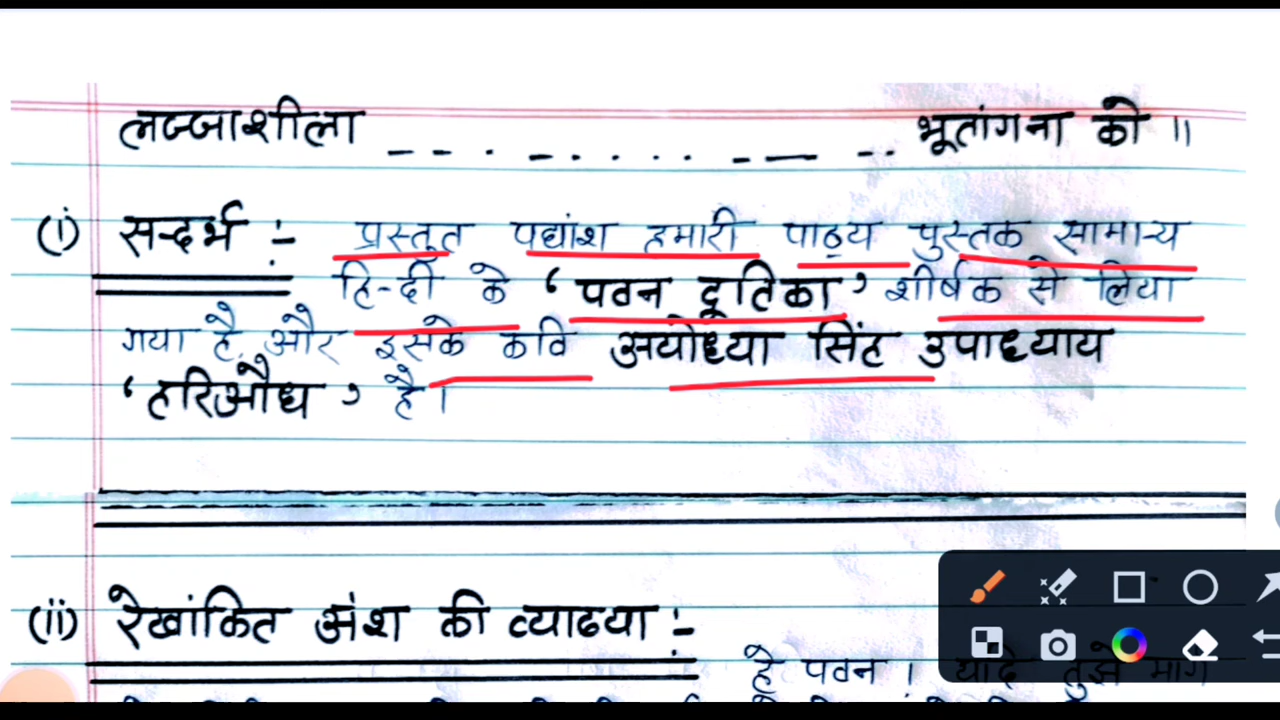 लज्जाशीला -- . - . . . . - — - . . भूतांगना को ॥
(i) सन्दर्भ :- प्रस्तुत पद्यांश हमारी पाठ्य पुस्तक सामान्य
हिन्दी के ‘पवन दूतिका’ शीर्षक से लिया
गया है, और इसके कवि अयोध्या सिंह उपाध्याय
‘हरिऔध’ है।
(ii) रेखांकित अंश की व्याख्या :-
हे पवन ।